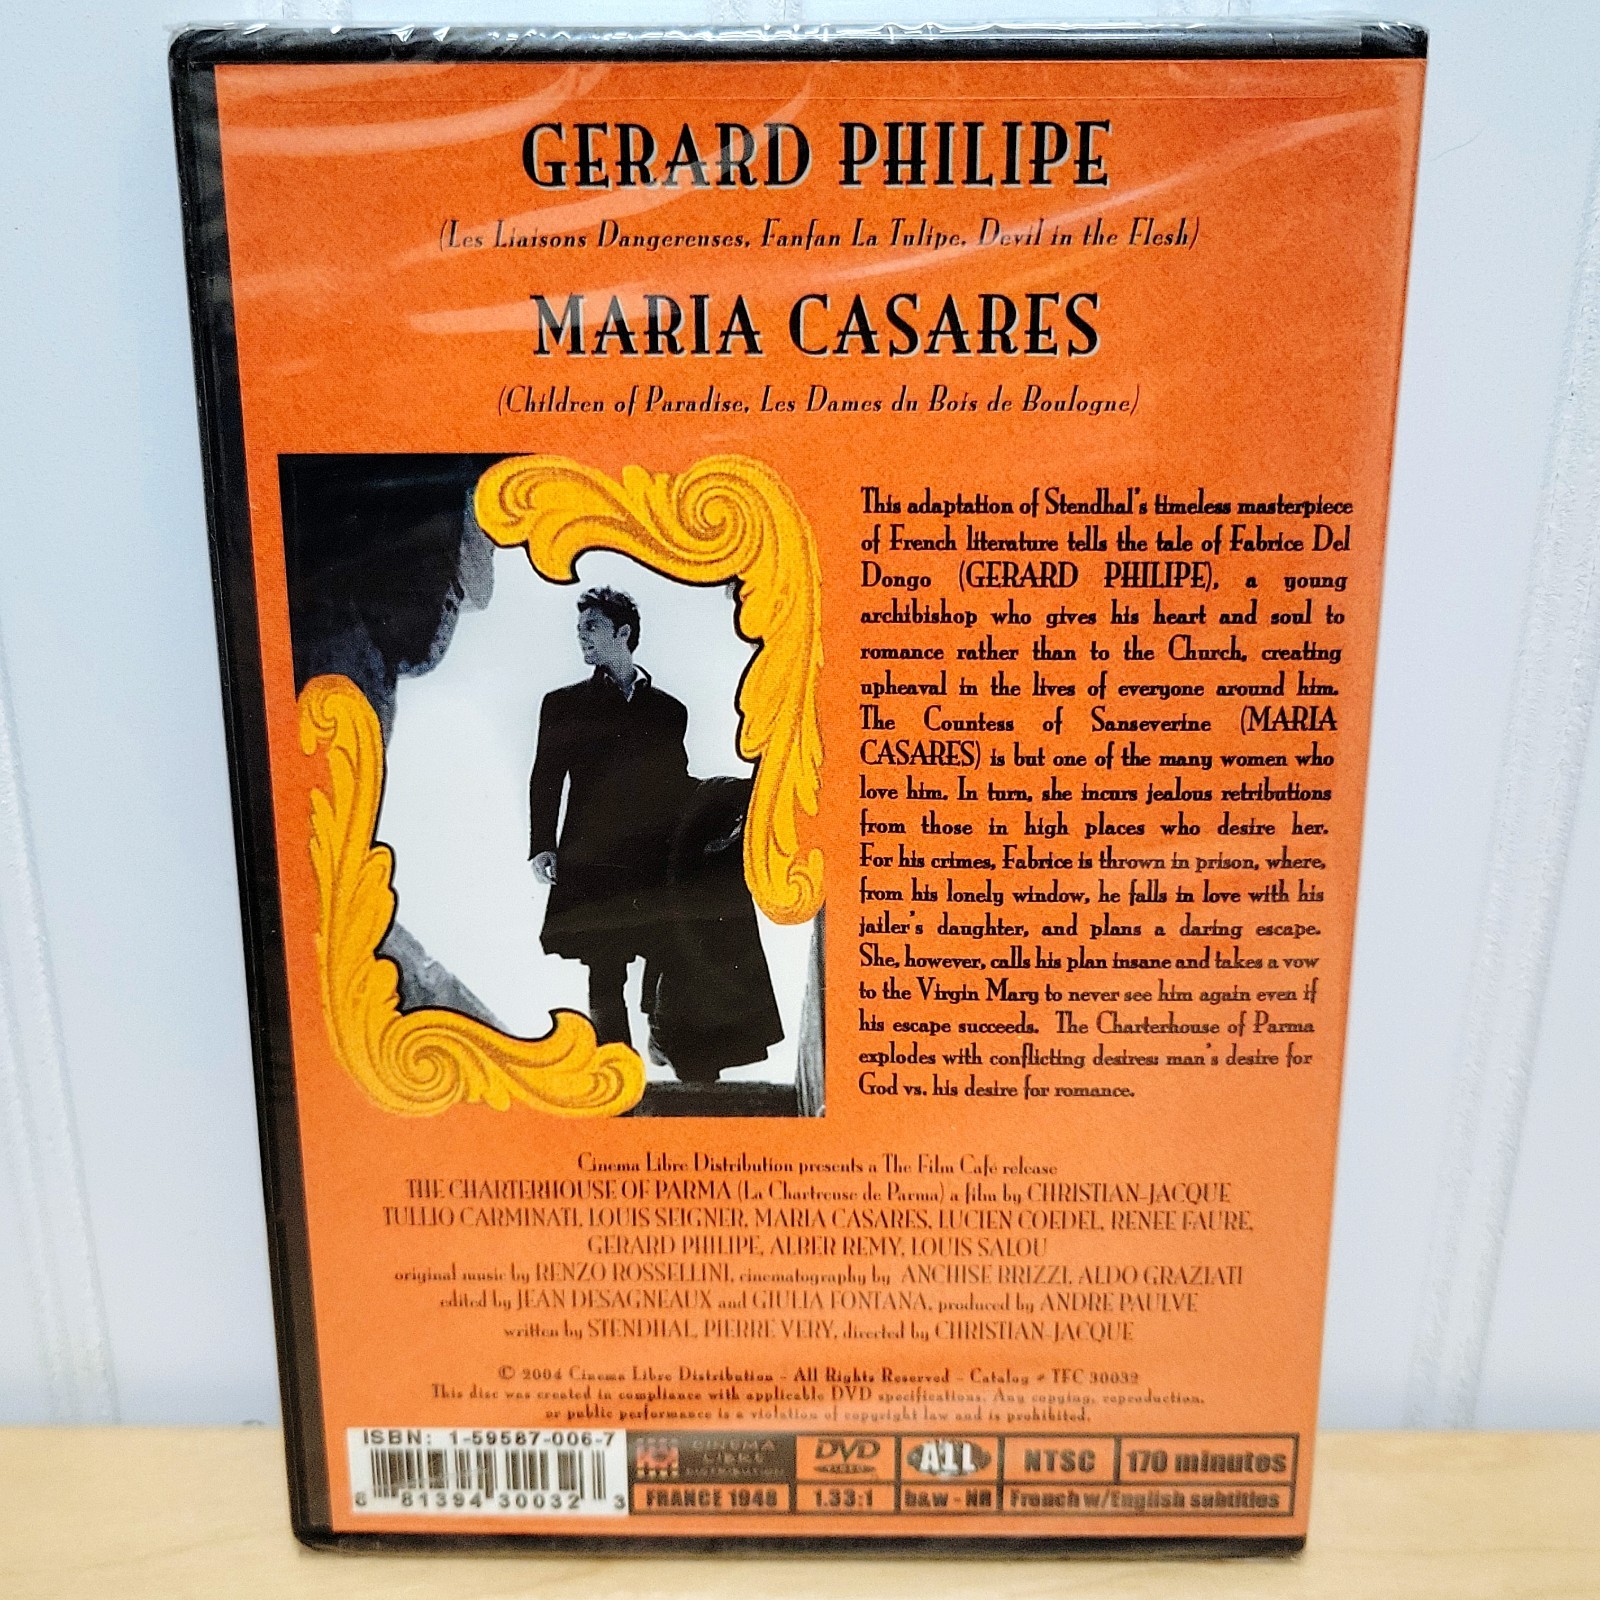 GERARD PHILIPE
(Les Liaisons Dangereuses, Fanfan La Tulipe, Devil in the Flesh)
MARIA CASARES
(Children of Paradise, Les Dames du Bois de Boulogne)
This adaptation of Stendhal's timeless masterpiece
of French literature tells the tale of Fabrice Del
Dongo (GERARD PHILIPE), a young
archibishop who gives his heart and soul to
romance rather than to the Church, creating
upheaval in the lives of everyone around him.
The Countess of Sanseverine (MARIA
CASARES) is but one of the many women who
love him. In turn, she incurs jealous retributions
from those in high places who desire her.
For his crimes, Fabrice is thrown in prison, where,
from his lonely window, he falls in love with his
jailer's daughter, and plans a daring escape.
She, however, calls his plan insane and takes a vow
to the Virgin Mary to never see him again even if
his escape succeeds. The Charterhouse of Parma
explodes with conflicting desires: man's desire for
God vs. his desire for romance.
Cinema Libre Distribution presents a The Film Café release
THE CHARTERHOUSE OF PARMA (La Chartreuse de Parma) a film by CHRISTIAN-JACQUE
TULLIO CARMINATI, LOUIS SEIGNER, MARIA CASARES, LUCIEN COEDEL, RENEE FAURE,
GERARD PHILIPE, ALBER REMY, LOUIS SALOU
original music by RENZO ROSSELLINI, cinematography by ANCHISE BRIZZI, ALDO GRAZIATI
edited by JEAN DESAGNEAUX and GIULIA FONTANA, produced by ANDRE PAULVE
written by STENDHAL, PIERRE VERY, directed by CHRISTIAN-JACQUE
© 2004 Cinema Libre Distribution - All Rights Reserved - Catalog # TFC 30032
This disc was created in compliance with applicable DVD specifications. Any copying, reproduction,
or public performance is a violation of copyright law and is prohibited.
ISBN: 1-59587-006-7
8 81394 30032 3
CINEMA
LIBRE
DISTRIBUTION
FRANCE 1948
DVD
VIDEO
1.33:1
ALL
b&w - NR
NTSC
170 minutes
French w/English subtitles